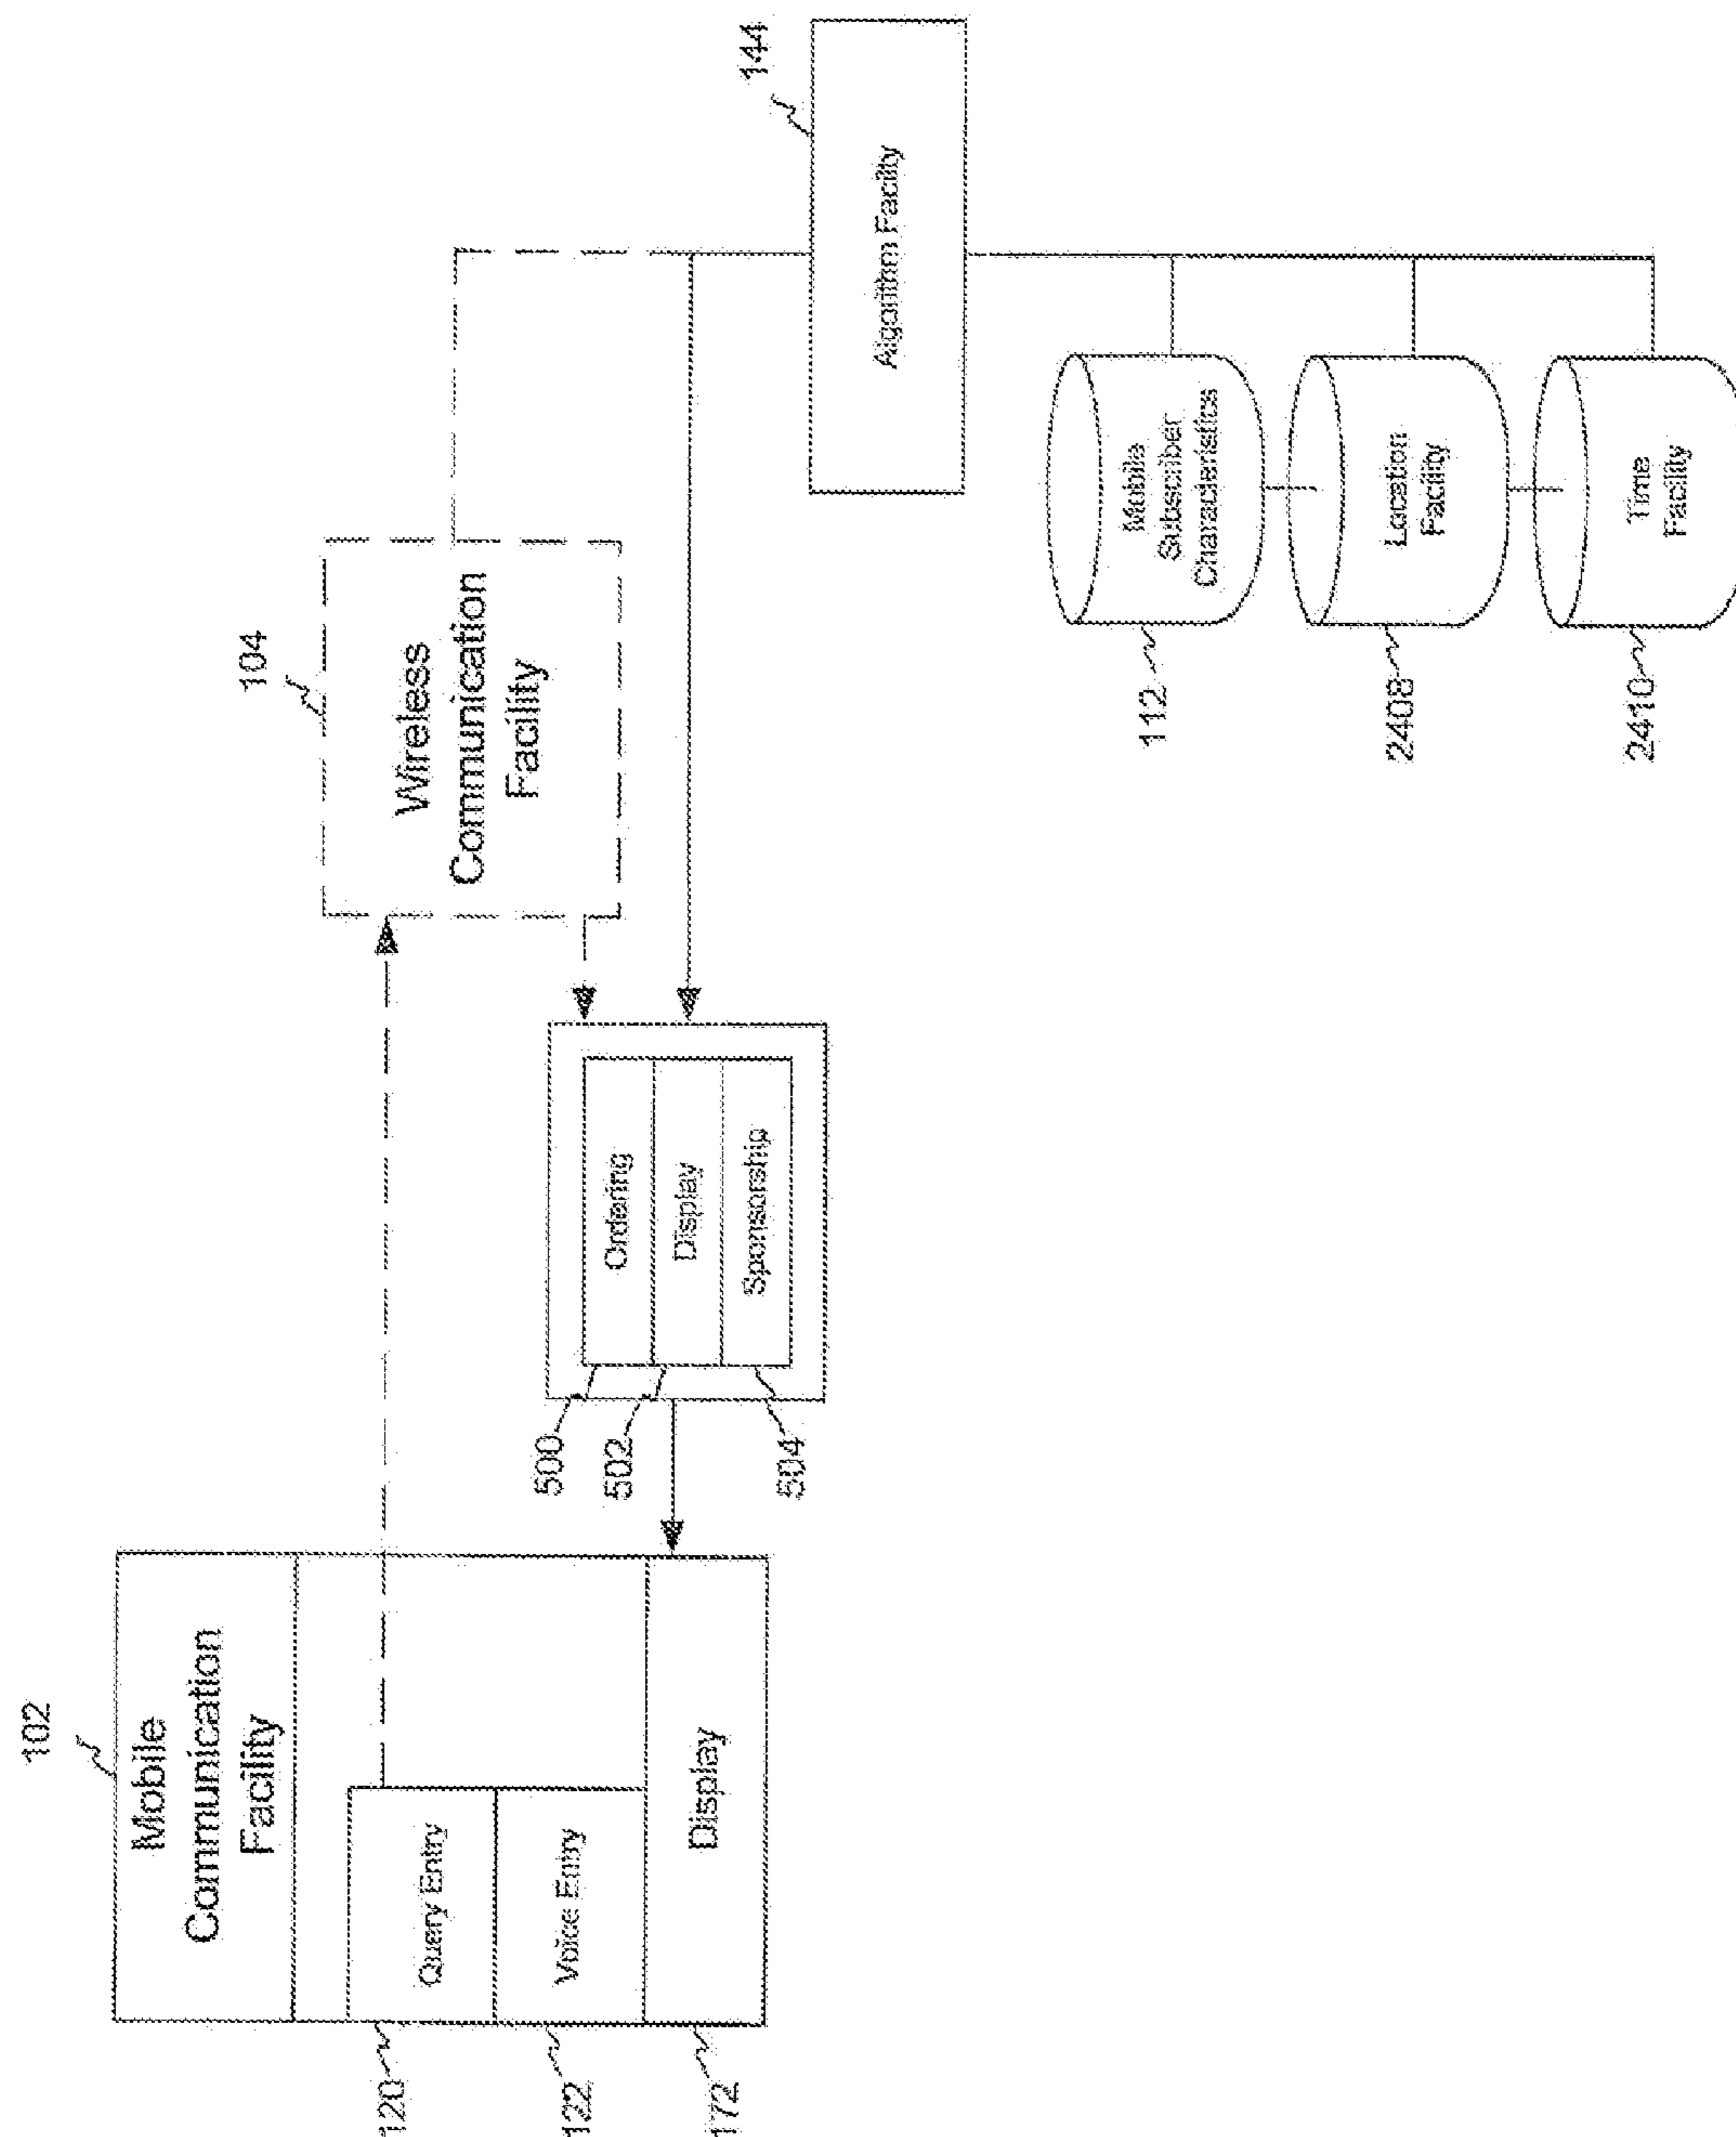 102
Mobile
Communication
Facility
120
Query Entry
122
Voice Entry
172
Display
104
Wireless
Communication
Facility
Ordering
Display
Sponsorship
500
502
504
144
Algorithm Facility
112
Mobile
Subscriber
Characteristics
2408
Location
Facility
2410
Time
Facility